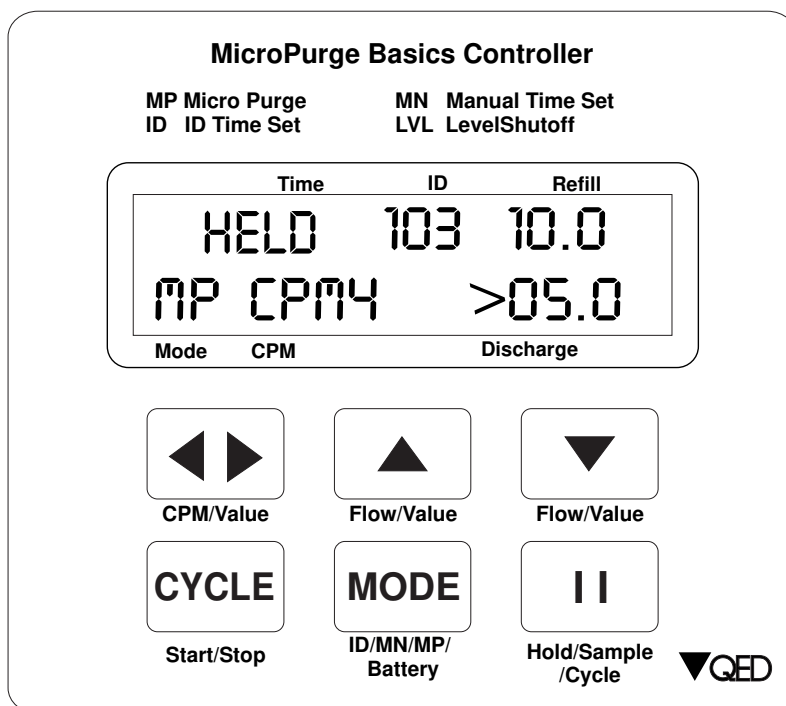 MicroPurge Basics Controller
MP Micro Purge MN Manual Time Set
ID ID Time Set LVL LevelShutoff
Time ID Refill
HELD 103 10.0
MP CPM4 >05.0
Mode CPM Discharge
CPM/Value Flow/Value Flow/Value
CYCLE MODE II
Start/Stop ID/MN/MP/ Hold/Sample
Battery /Cycle
QED